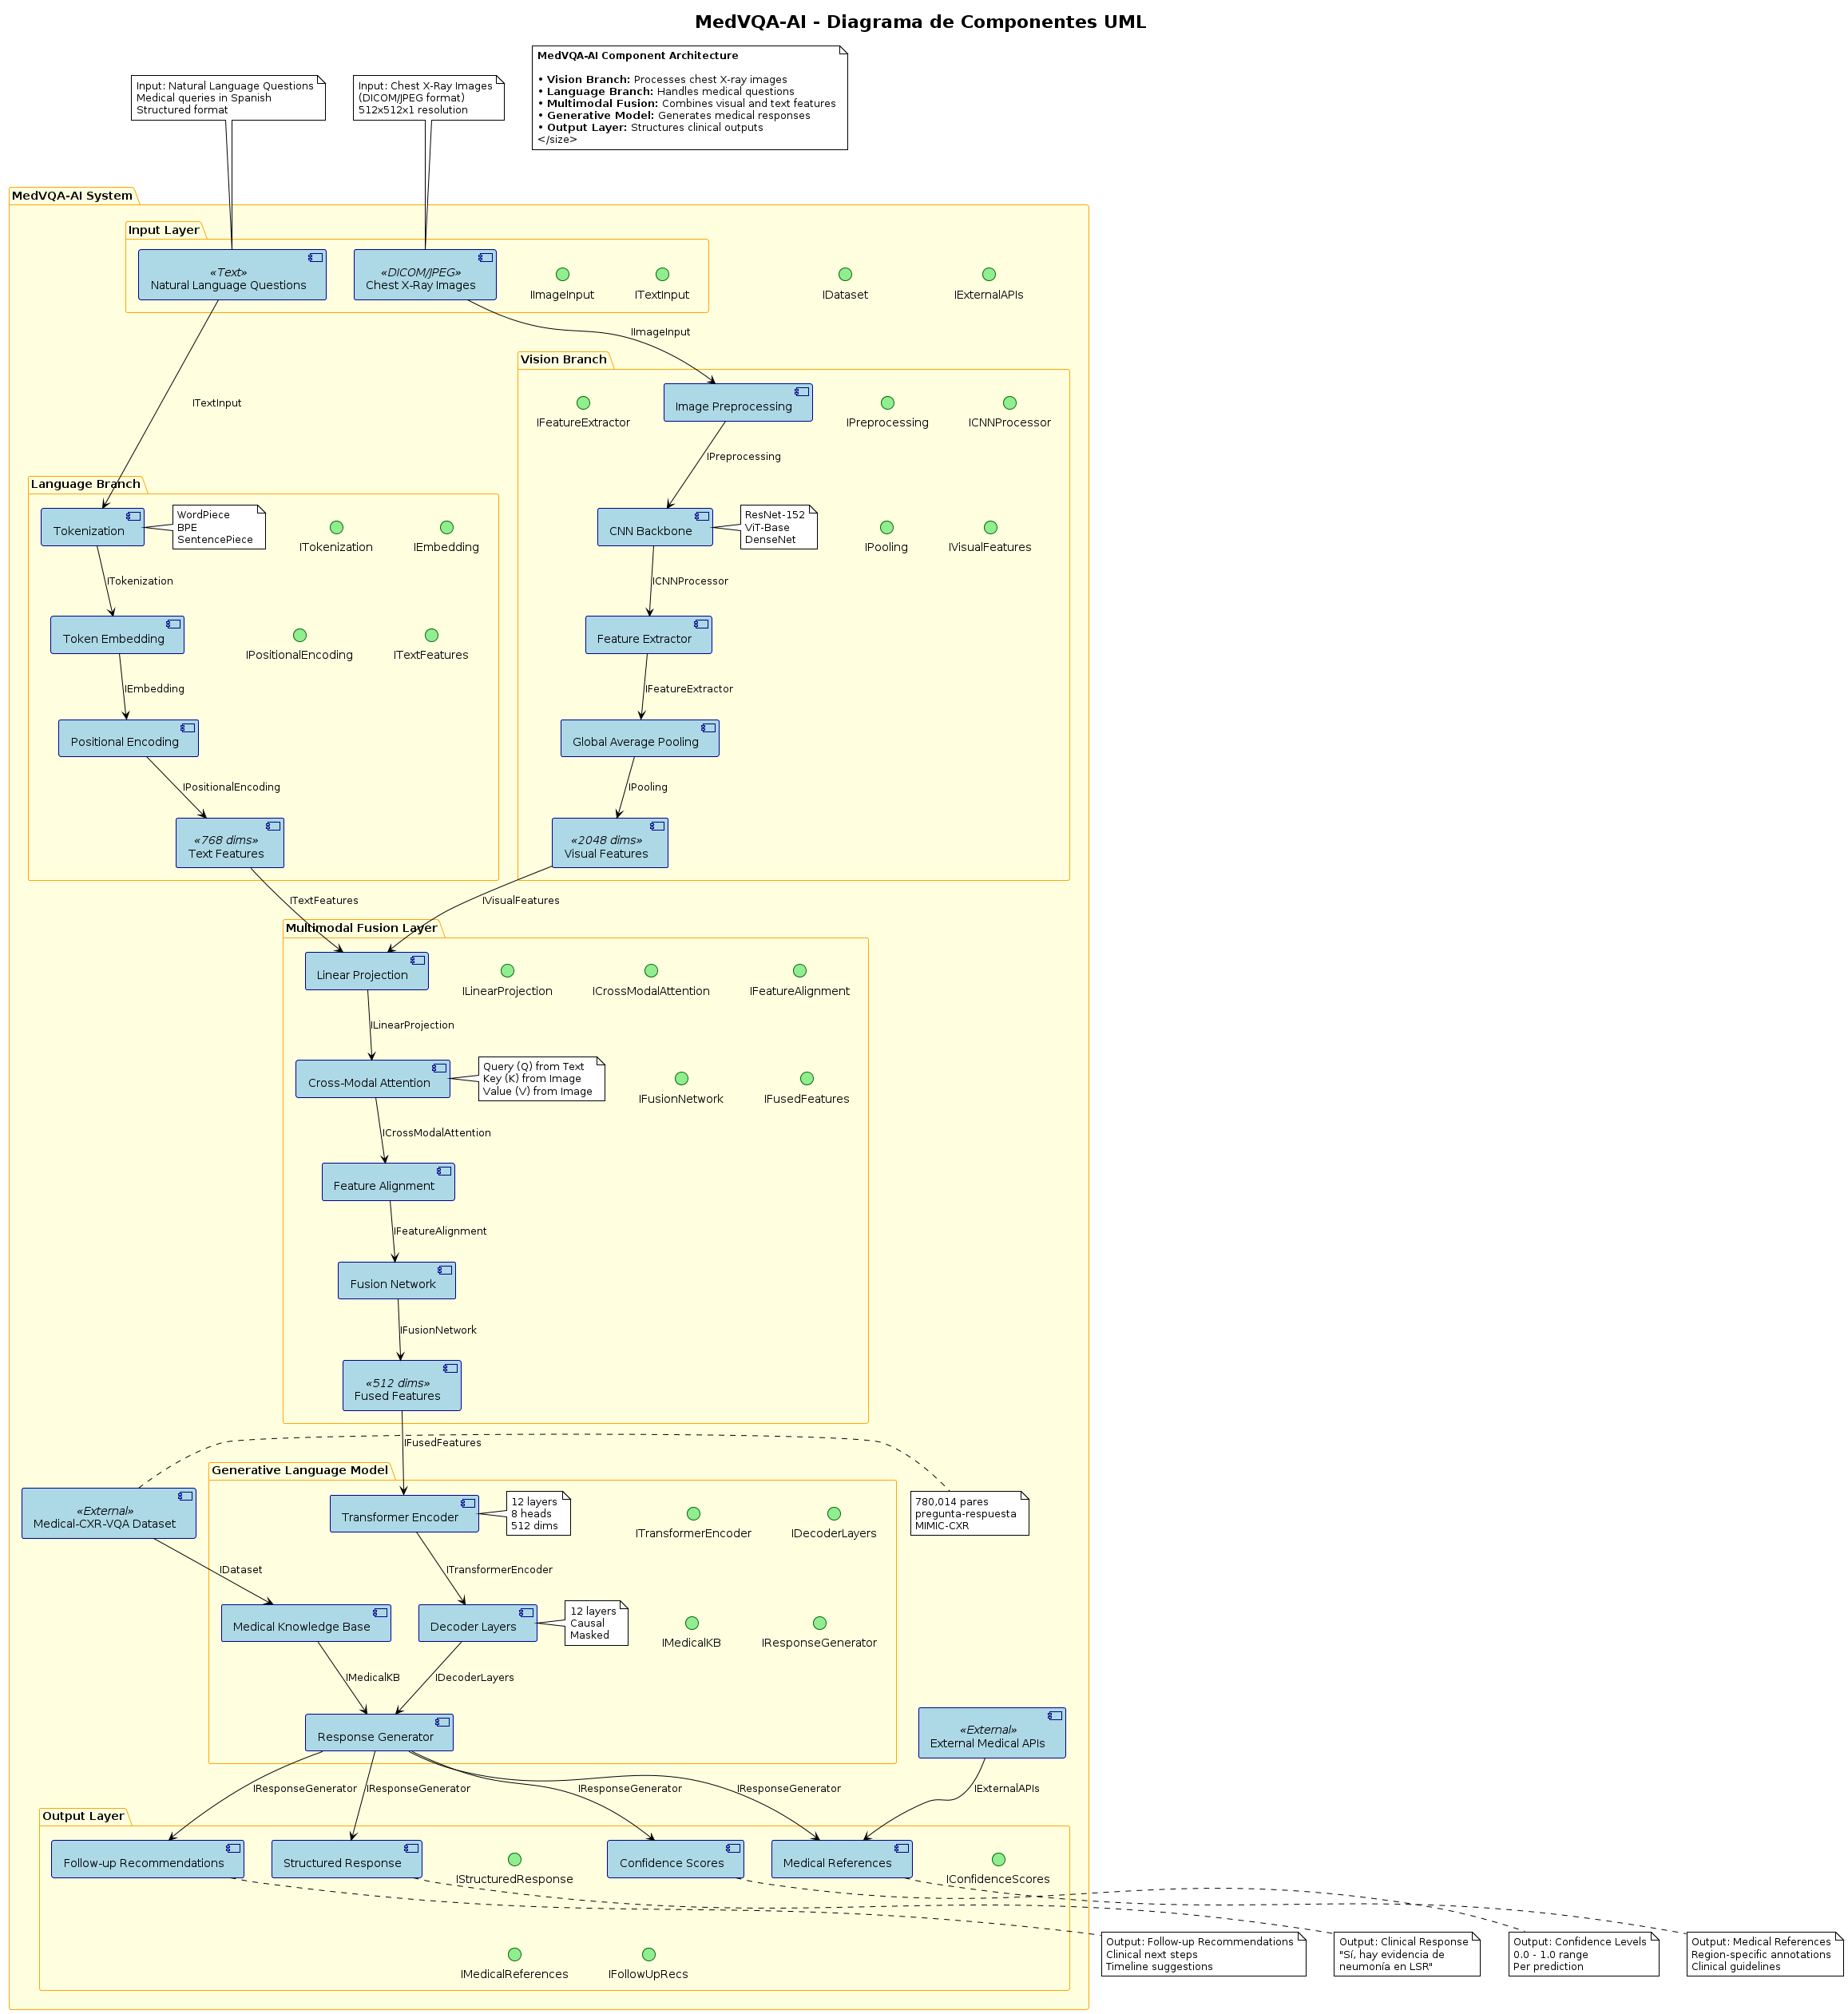 MedVQA-AI - Diagrama de Componentes UML
MedVQA-AI Component Architecture
• Vision Branch: Processes chest X-ray images
• Language Branch: Handles medical questions
• Multimodal Fusion: Combines visual and text features
• Generative Model: Generates medical responses
• Output Layer: Structures clinical outputs
</size>
Input: Natural Language Questions
Medical queries in Spanish
Structured format
Input: Chest X-Ray Images
(DICOM/JPEG format)
512x512x1 resolution
MedVQA-AI System
Input Layer
«Text»
Natural Language Questions
«DICOM/JPEG»
Chest X-Ray Images
IImageInput
ITextInput
IDataset
IExternalAPIs
IImageInput
ITextInput
Vision Branch
IFeatureExtractor
Image Preprocessing
IPreprocessing
ICNNProcessor
IPreprocessing
CNN Backbone
ResNet-152
ViT-Base
DenseNet
IPooling
IVisualFeatures
ICNNProcessor
Feature Extractor
IFeatureExtractor
Global Average Pooling
IPooling
«2048 dims»
Visual Features
Language Branch
Tokenization
WordPiece
BPE
SentencePiece
ITokenization
IEmbedding
ITokenization
Token Embedding
IPositionalEncoding
ITextFeatures
IEmbedding
Positional Encoding
IPositionalEncoding
«768 dims»
Text Features
ITextFeatures
IVisualFeatures
Multimodal Fusion Layer
Linear Projection
ILinearProjection
ICrossModalAttention
IFeatureAlignment
ILinearProjection
Cross-Modal Attention
Query (Q) from Text
Key (K) from Image
Value (V) from Image
IFusionNetwork
IFusedFeatures
ICrossModalAttention
Feature Alignment
IFeatureAlignment
Fusion Network
IFusionNetwork
«512 dims»
Fused Features
IFusedFeatures
Generative Language Model
«External»
Medical-CXR-VQA Dataset
Transformer Encoder
12 layers
8 heads
512 dims
ITransformerEncoder
IDecoderLayers
780,014 pares
pregunta-respuesta
MIMIC-CXR
IDataset
ITransformerEncoder
Medical Knowledge Base
Decoder Layers
12 layers
Causal
Masked
IMedicalKB
IResponseGenerator
IMedicalKB
IDecoderLayers
Response Generator
«External»
External Medical APIs
IResponseGenerator
IResponseGenerator
IResponseGenerator
IResponseGenerator
IExternalAPIs
Output Layer
Follow-up Recommendations
Structured Response
IStructuredResponse
Confidence Scores
Medical References
IConfidenceScores
IMedicalReferences
IFollowUpRecs
Output: Follow-up Recommendations
Clinical next steps
Timeline suggestions
Output: Clinical Response
"Sí, hay evidencia de
neumonía en LSR"
Output: Confidence Levels
0.0 - 1.0 range
Per prediction
Output: Medical References
Region-specific annotations
Clinical guidelines